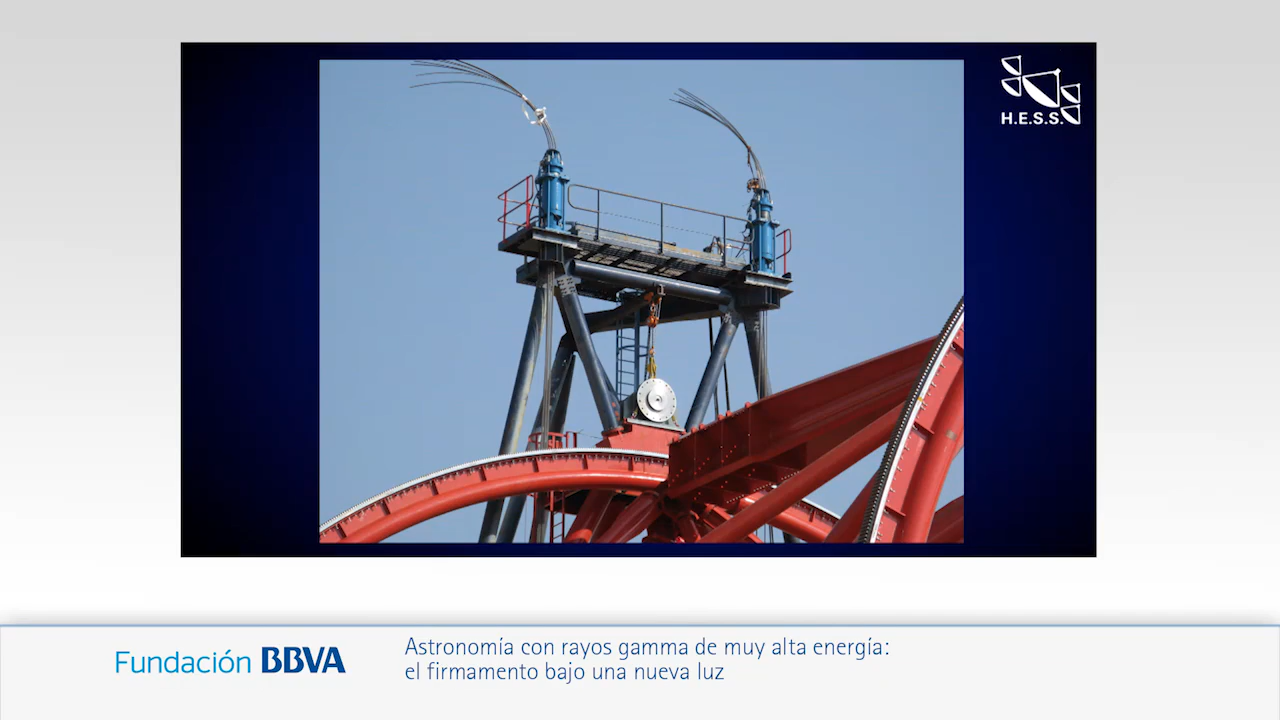 H.E.S.S.
Fundación BBVA
Astronomía con rayos gamma de muy alta energía:
el firmamento bajo una nueva luz